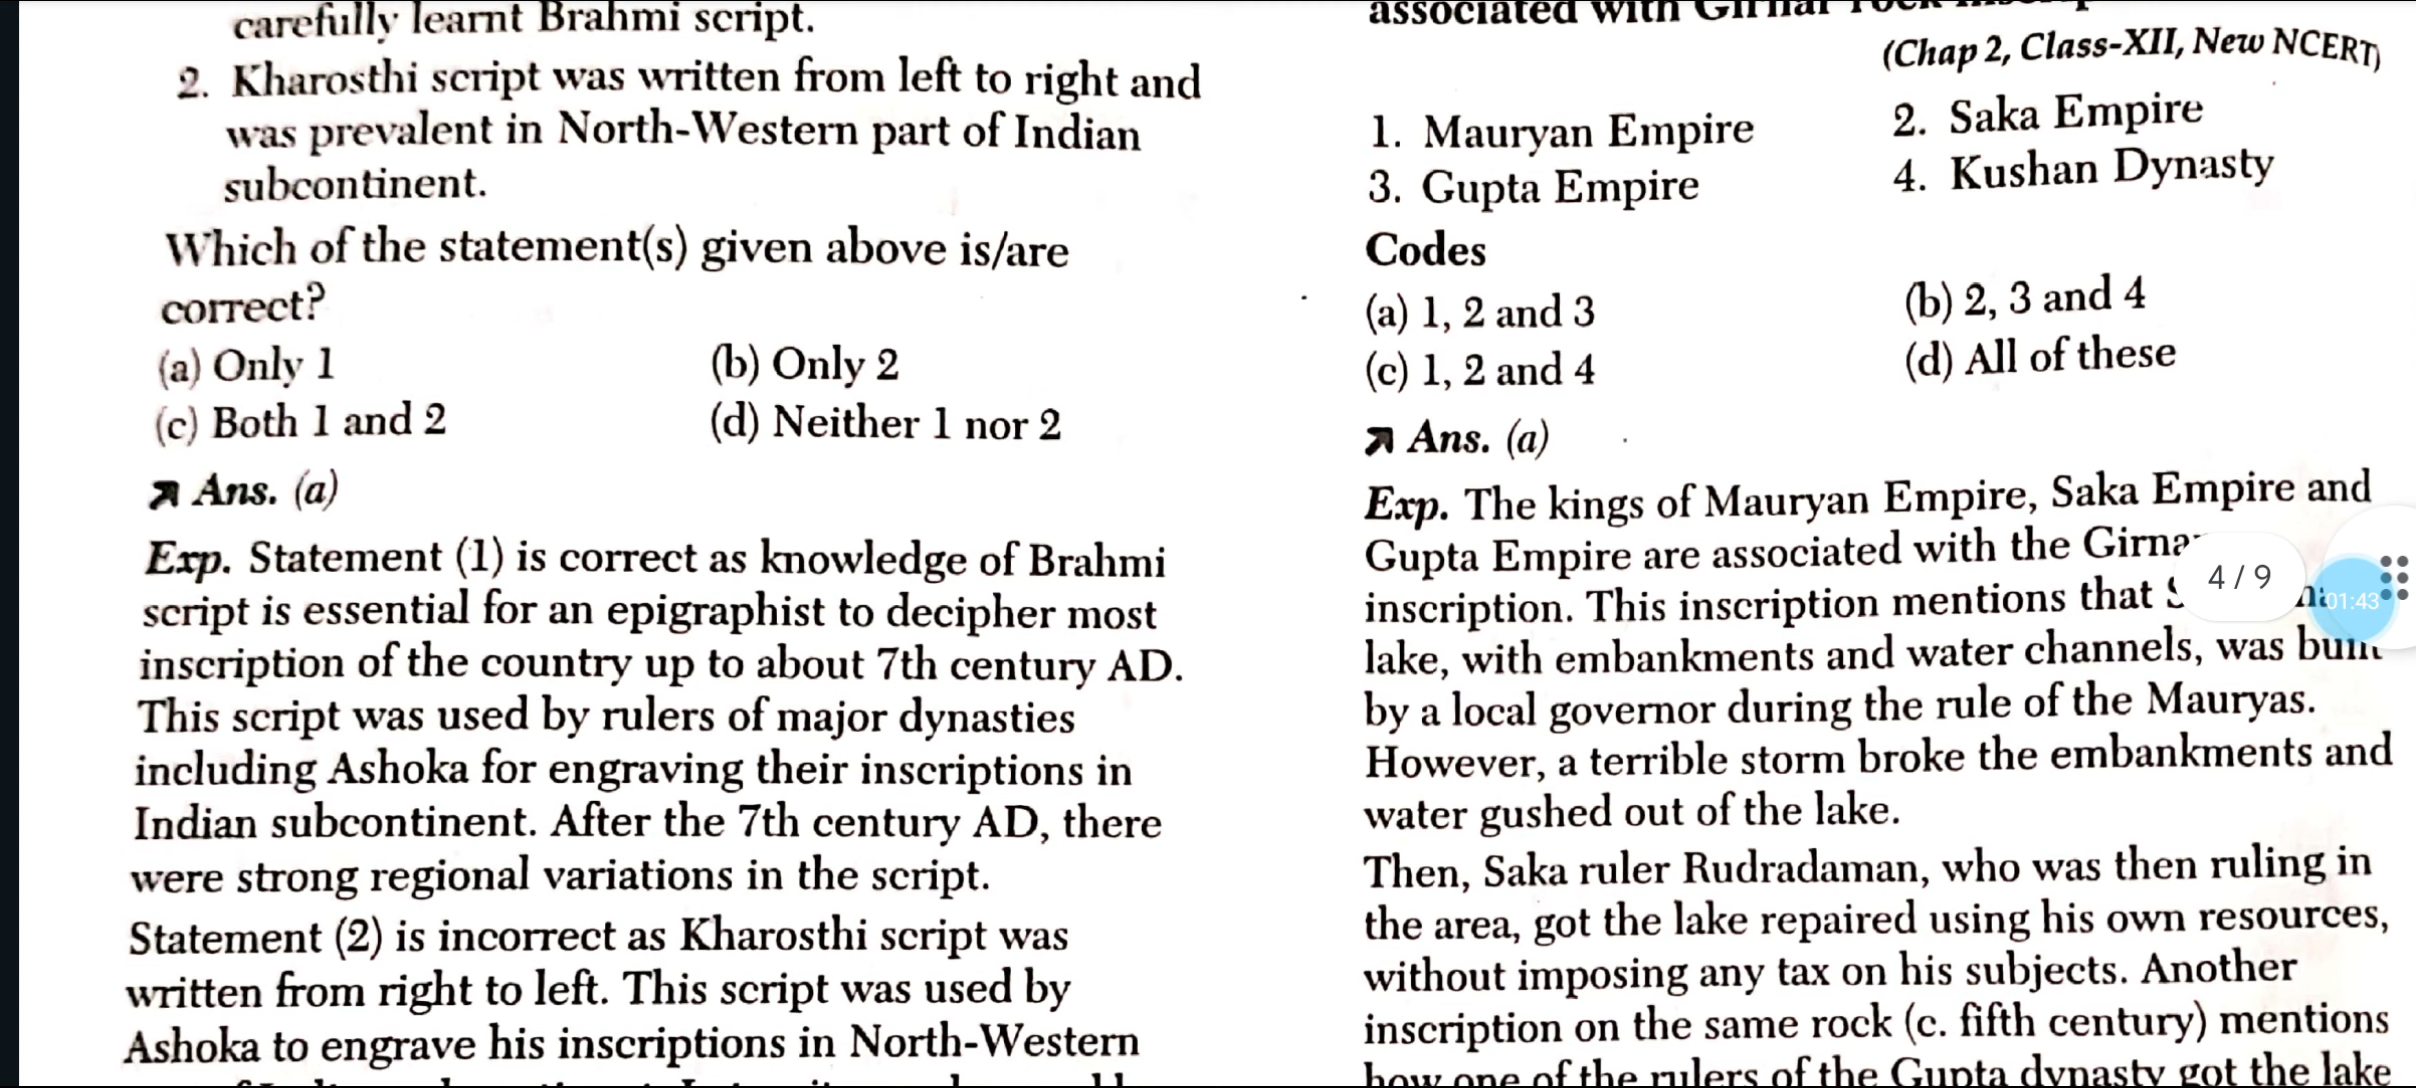 carefully learnt Brahmi script.
2. Kharosthi script was written from left to right and
was prevalent in North-Western part of Indian
subcontinent.
Which of the statement(s) given above is/are
correct?
(a) Only 1 (b) Only 2
(c) Both 1 and 2 (d) Neither 1 nor 2
Ans. (a)
Exp. Statement (1) is correct as knowledge of Brahmi
script is essential for an epigraphist to decipher most
inscription of the country up to about 7th century AD.
This script was used by rulers of major dynasties
including Ashoka for engraving their inscriptions in
Indian subcontinent. After the 7th century AD, there
were strong regional variations in the script.
Statement (2) is incorrect as Kharosthi script was
written from right to left. This script was used by
Ashoka to engrave his inscriptions in North-Western
associated with Girnar rock
(Chap 2, Class-XII, New NCERT)
1. Mauryan Empire 2. Saka Empire
3. Gupta Empire 4. Kushan Dynasty
Codes
(a) 1, 2 and 3 (b) 2, 3 and 4
(c) 1, 2 and 4 (d) All of these
Ans. (a)
Exp. The kings of Mauryan Empire, Saka Empire and
Gupta Empire are associated with the
inscription. This inscription mentions that
lake, with embankments and water channels, was built
by a local governor during the rule of the Mauryas.
However, a terrible storm broke the embankments and
water gushed out of the lake.
Then, Saka ruler Rudradaman, who was then ruling in
the area, got the lake repaired using his own resources,
without imposing any tax on his subjects. Another
inscription on the same rock (c. fifth century) mentions
how one of the rulers of the Gupta dynasty got the lake
4 / 9
01:43